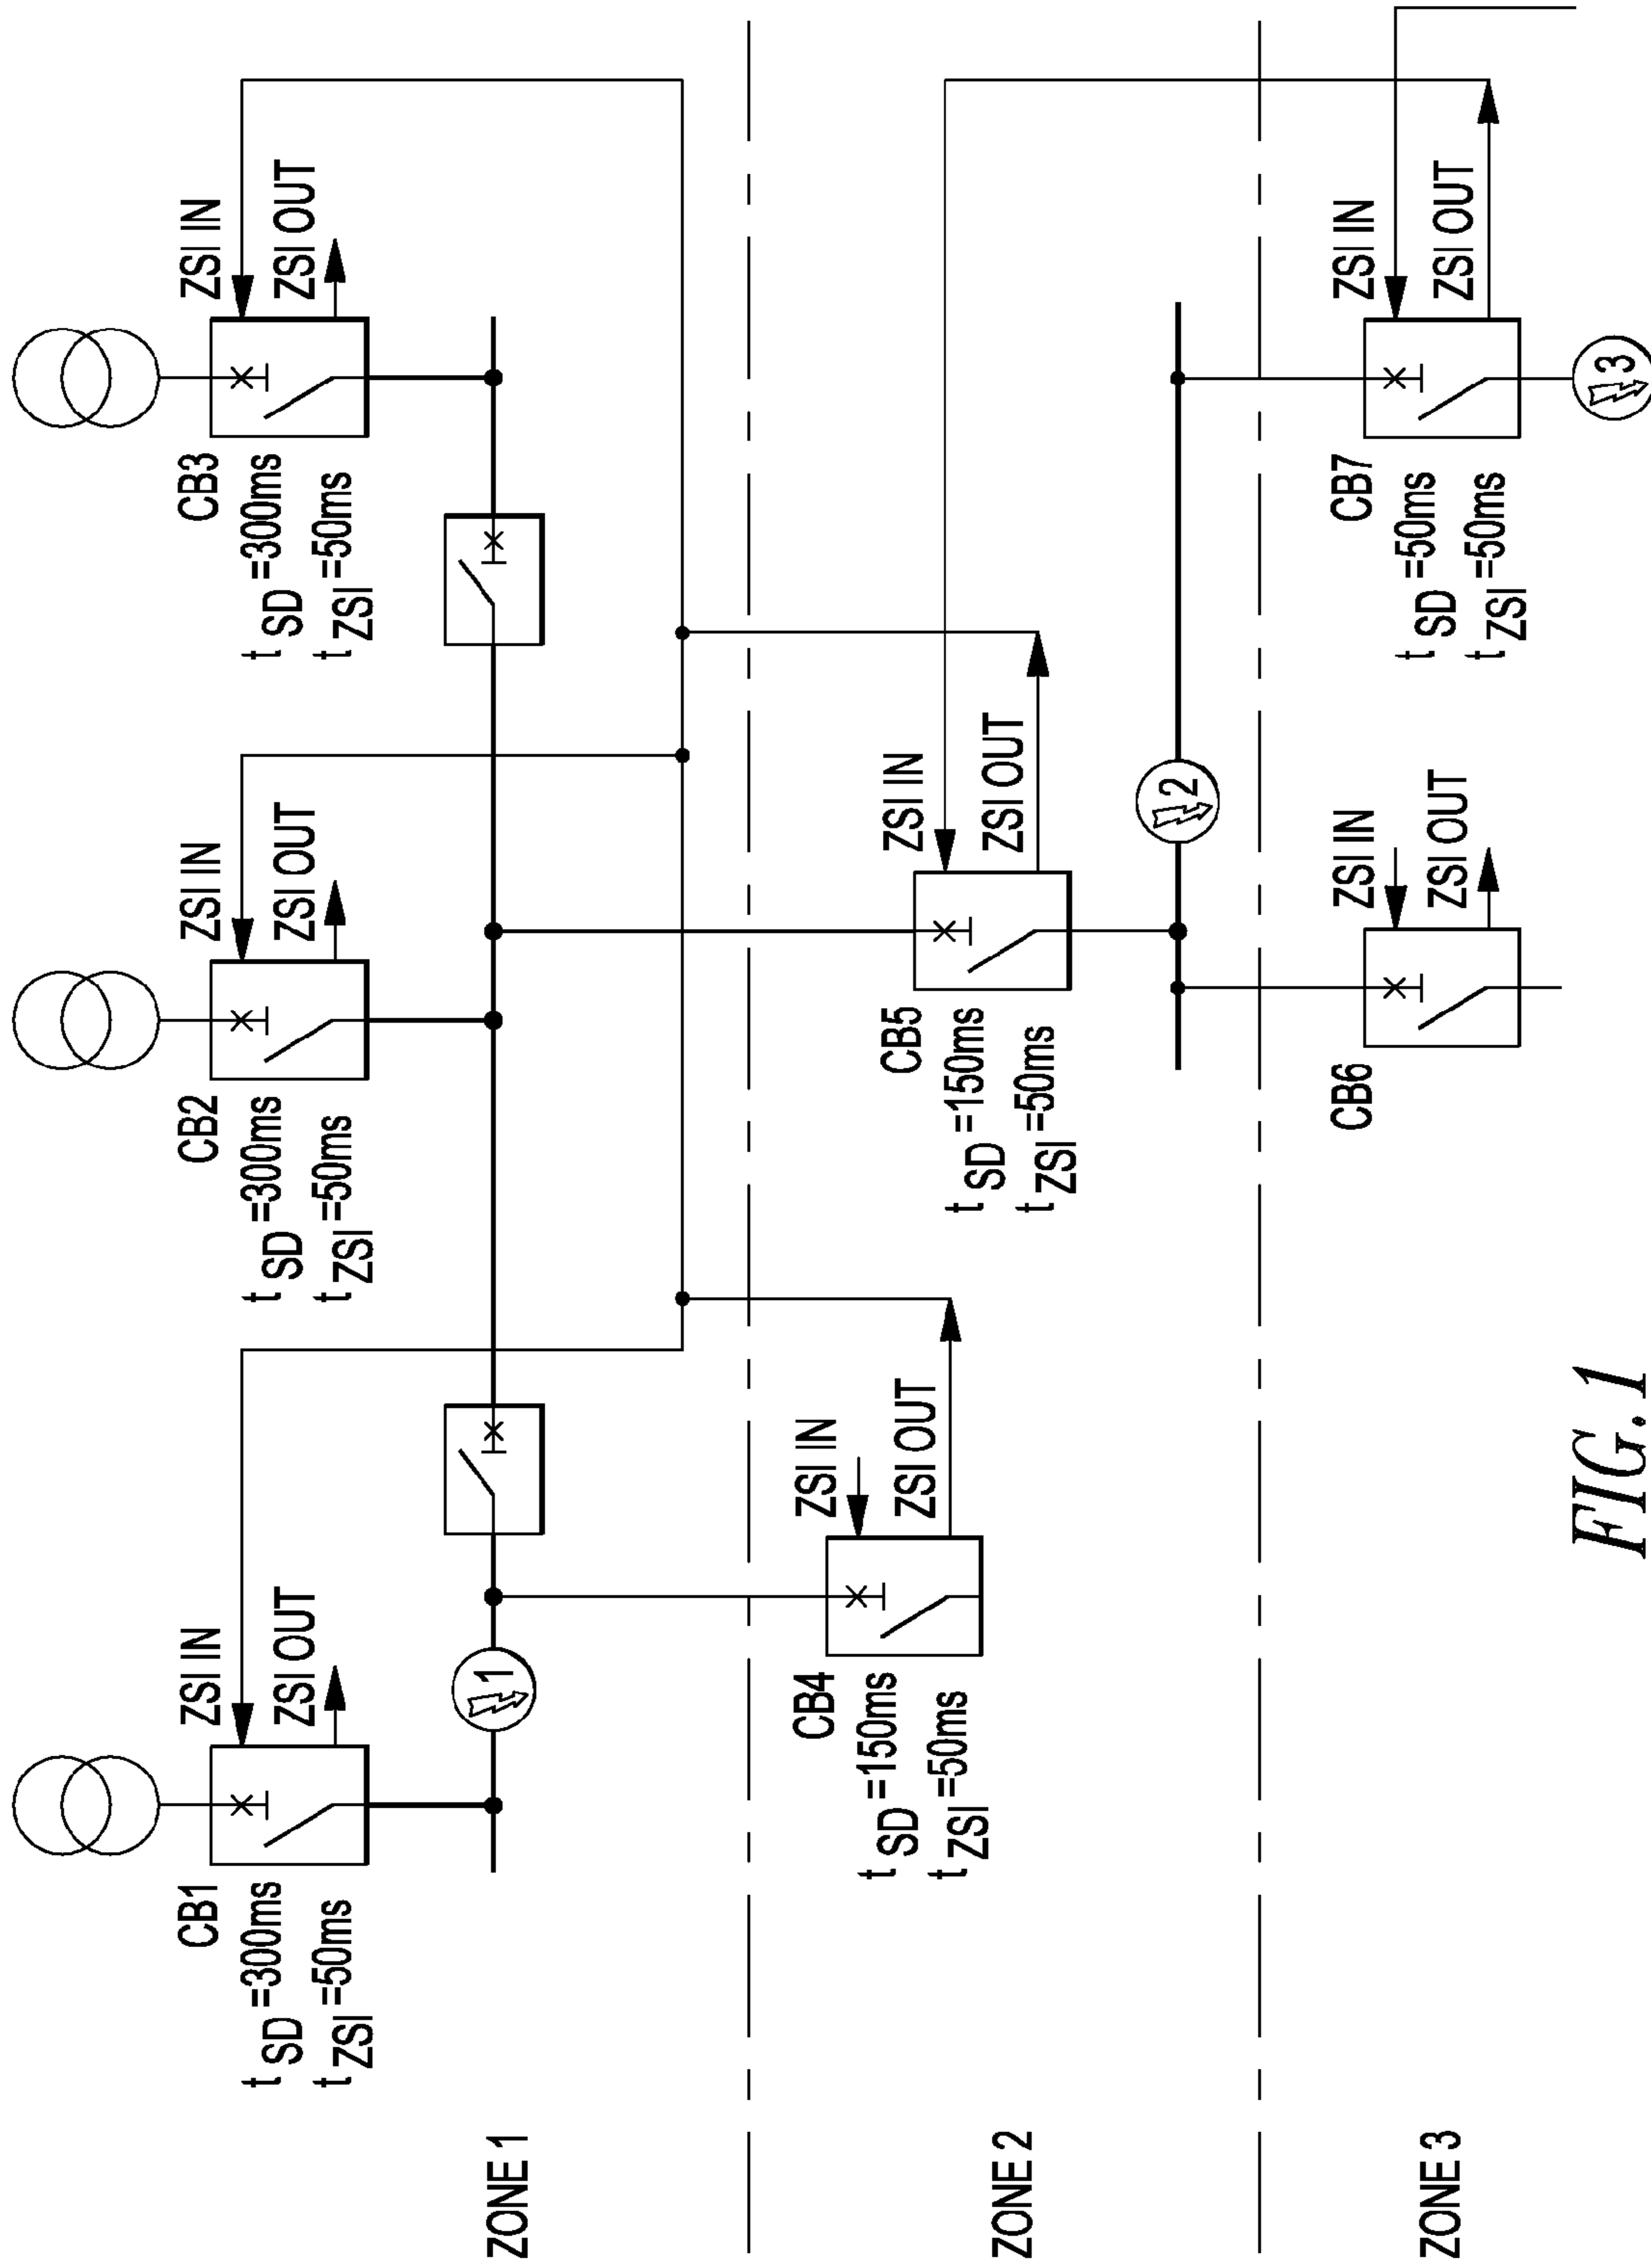 CB1
t SD =300ms
t ZSI =50ms
ZSI IN
ZSI OUT
CB2
t SD =300ms
t ZSI =50ms
ZSI IN
ZSI OUT
CB3
t SD =300ms
t ZSI =50ms
ZSI IN
ZSI OUT
ZONE 1
1
CB4
t SD =150ms
t ZSI =50ms
ZSI IN
ZSI OUT
CB5
t SD =150ms
t ZSI =50ms
ZSI IN
ZSI OUT
ZONE 2
2
CB6
ZSI IN
ZSI OUT
CB7
t SD =50ms
t ZSI =50ms
ZSI IN
ZSI OUT
ZONE 3
3
FIG.1